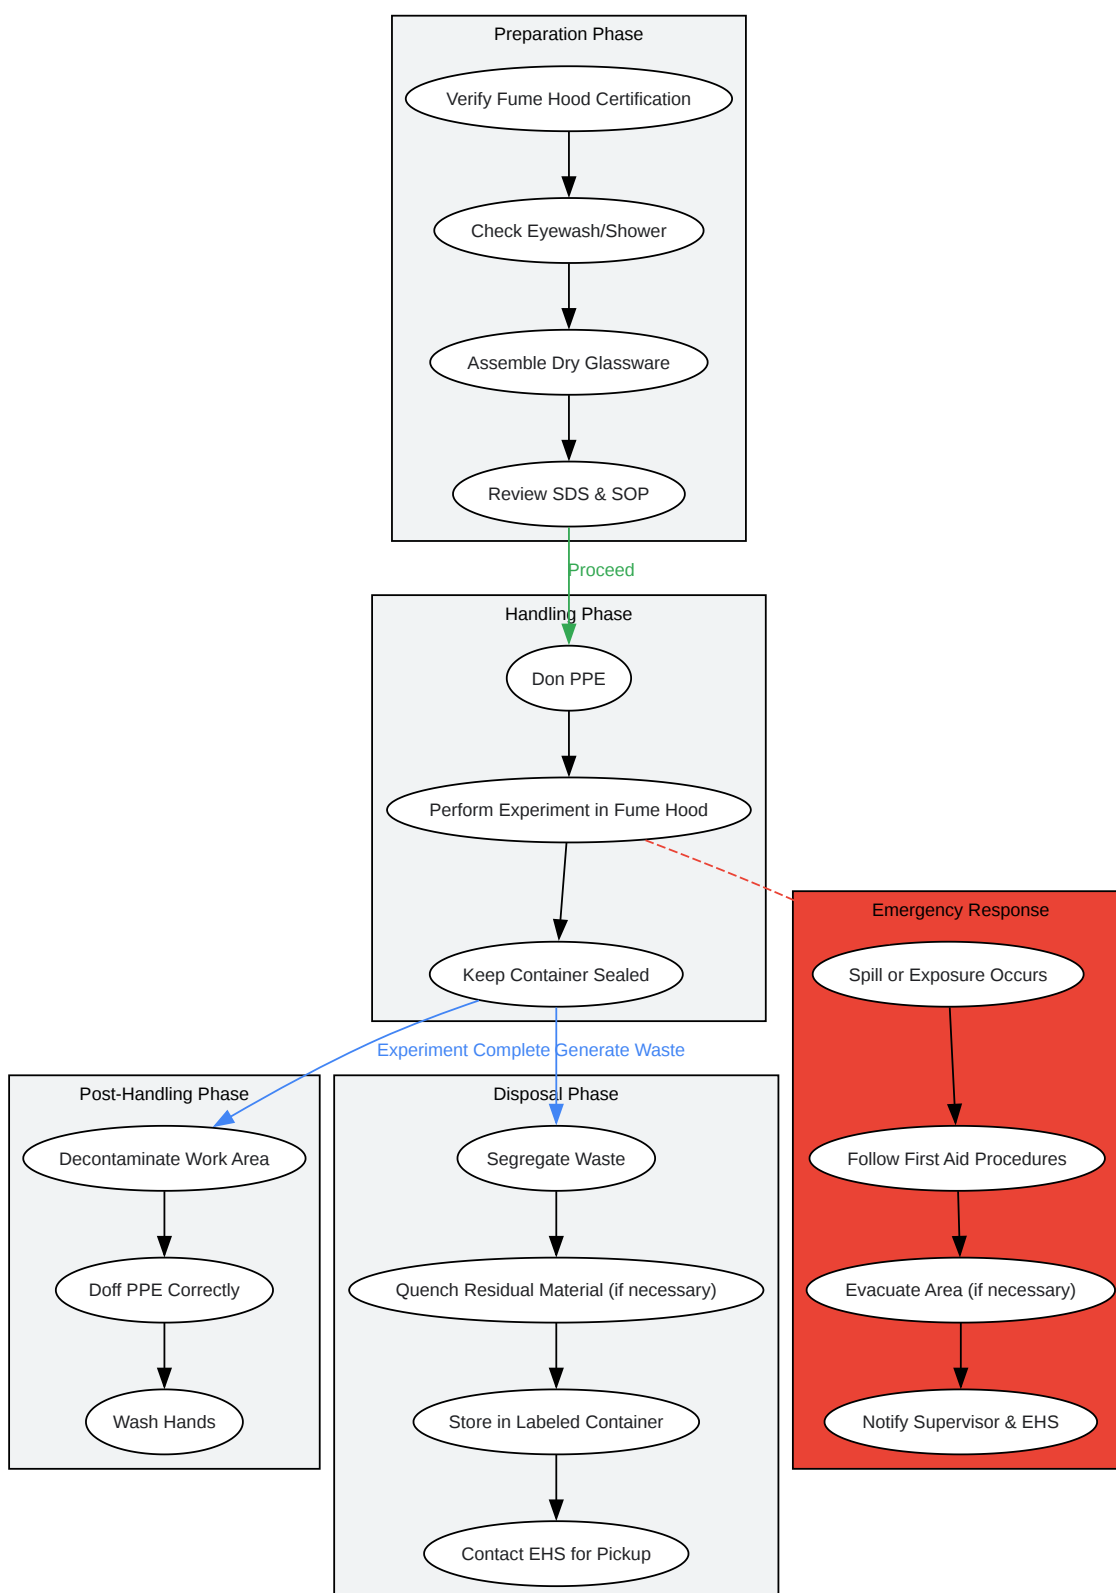 Preparation Phase
Verify Fume Hood Certification
Check Eyewash/Shower
Assemble Dry Glassware
Review SDS & SOP
Proceed
Handling Phase
Don PPE
Perform Experiment in Fume Hood
Keep Container Sealed
Experiment Complete
Generate Waste
Post-Handling Phase
Decontaminate Work Area
Doff PPE Correctly
Wash Hands
Disposal Phase
Segregate Waste
Quench Residual Material (if necessary)
Store in Labeled Container
Contact EHS for Pickup
Emergency Response
Spill or Exposure Occurs
Follow First Aid Procedures
Evacuate Area (if necessary)
Notify Supervisor & EHS